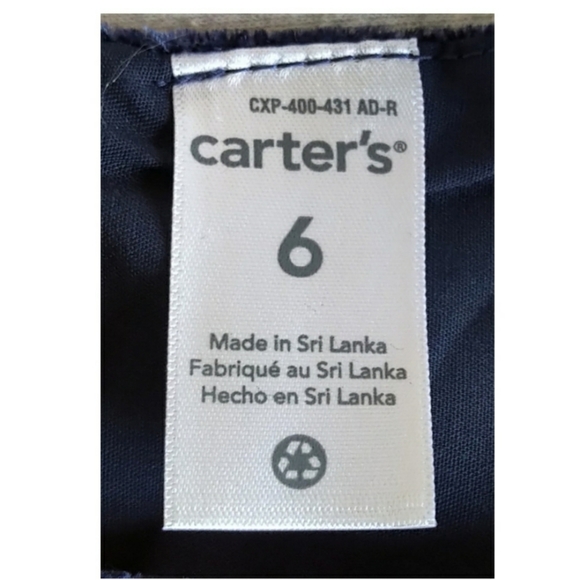 CXP-400-431 AD-R
carter's®
6
Made in Sri Lanka
Fabriqué au Sri Lanka
Hecho en Sri Lanka